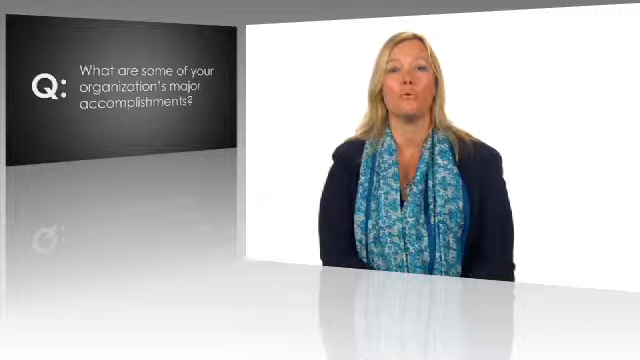 Q:
What are some of your
organization's major
accomplishments?